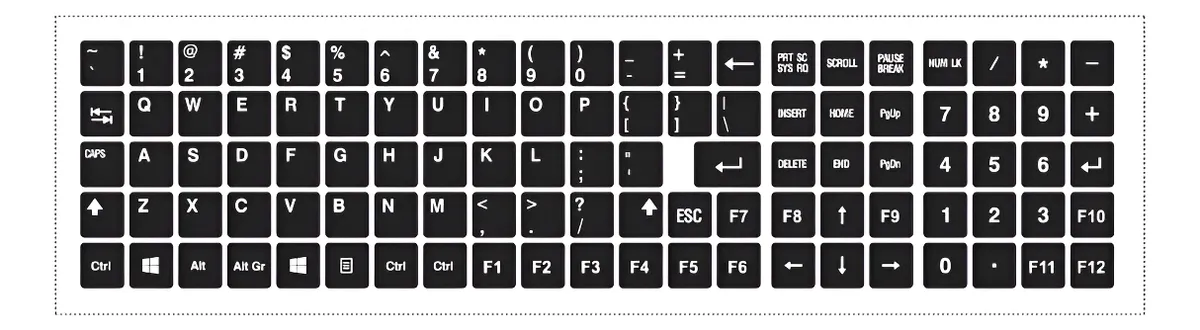 ~ ! @ # $ % ^ & * ( ) _ + PRT SC SCROLL PAUSE NUM LK / * -
` 1 2 3 4 5 6 7 8 9 0 - = ← SYS RQ BREAK
Q W E R T Y U I O P { } | INSERT HOME PgUp 7 8 9 +
[ ] \
CAPS A S D F G H J K L : " DELETE END PgDn 4 5 6
; '
Z X C V B N M < > ? ESC F7 F8 ↑ F9 1 2 3 F10
, . /
Ctrl Alt Alt Gr Ctrl Ctrl F1 F2 F3 F4 F5 F6 ← ↓ → 0 . F11 F12